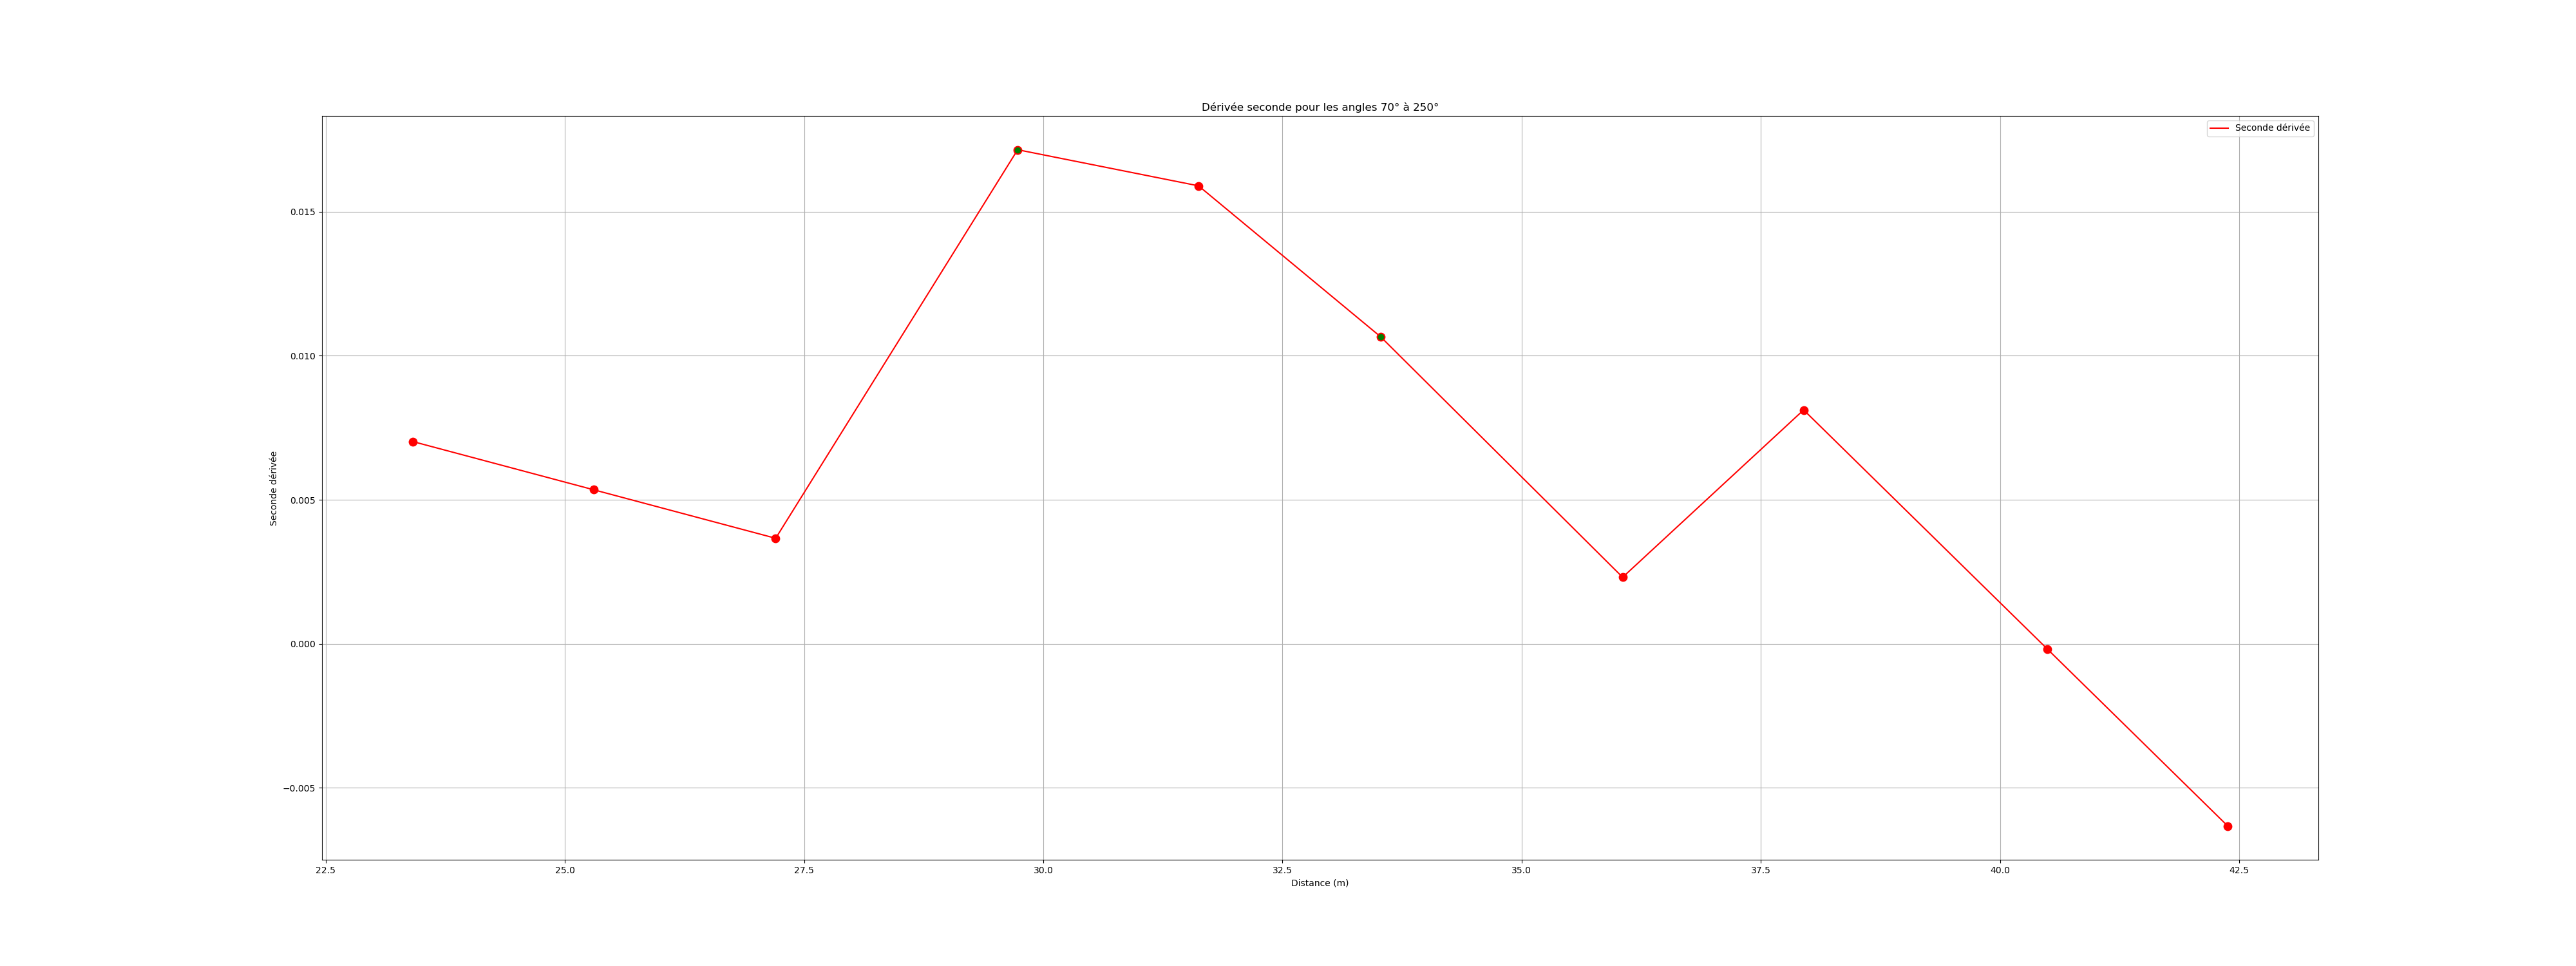 Dérivée seconde pour les angles 70° à 250°
Seconde dérivée
0.015
0.010
0.005
0.000
−0.005
Seconde dérivée
22.5 25.0 27.5 30.0 32.5 35.0 37.5 40.0 42.5
Distance (m)